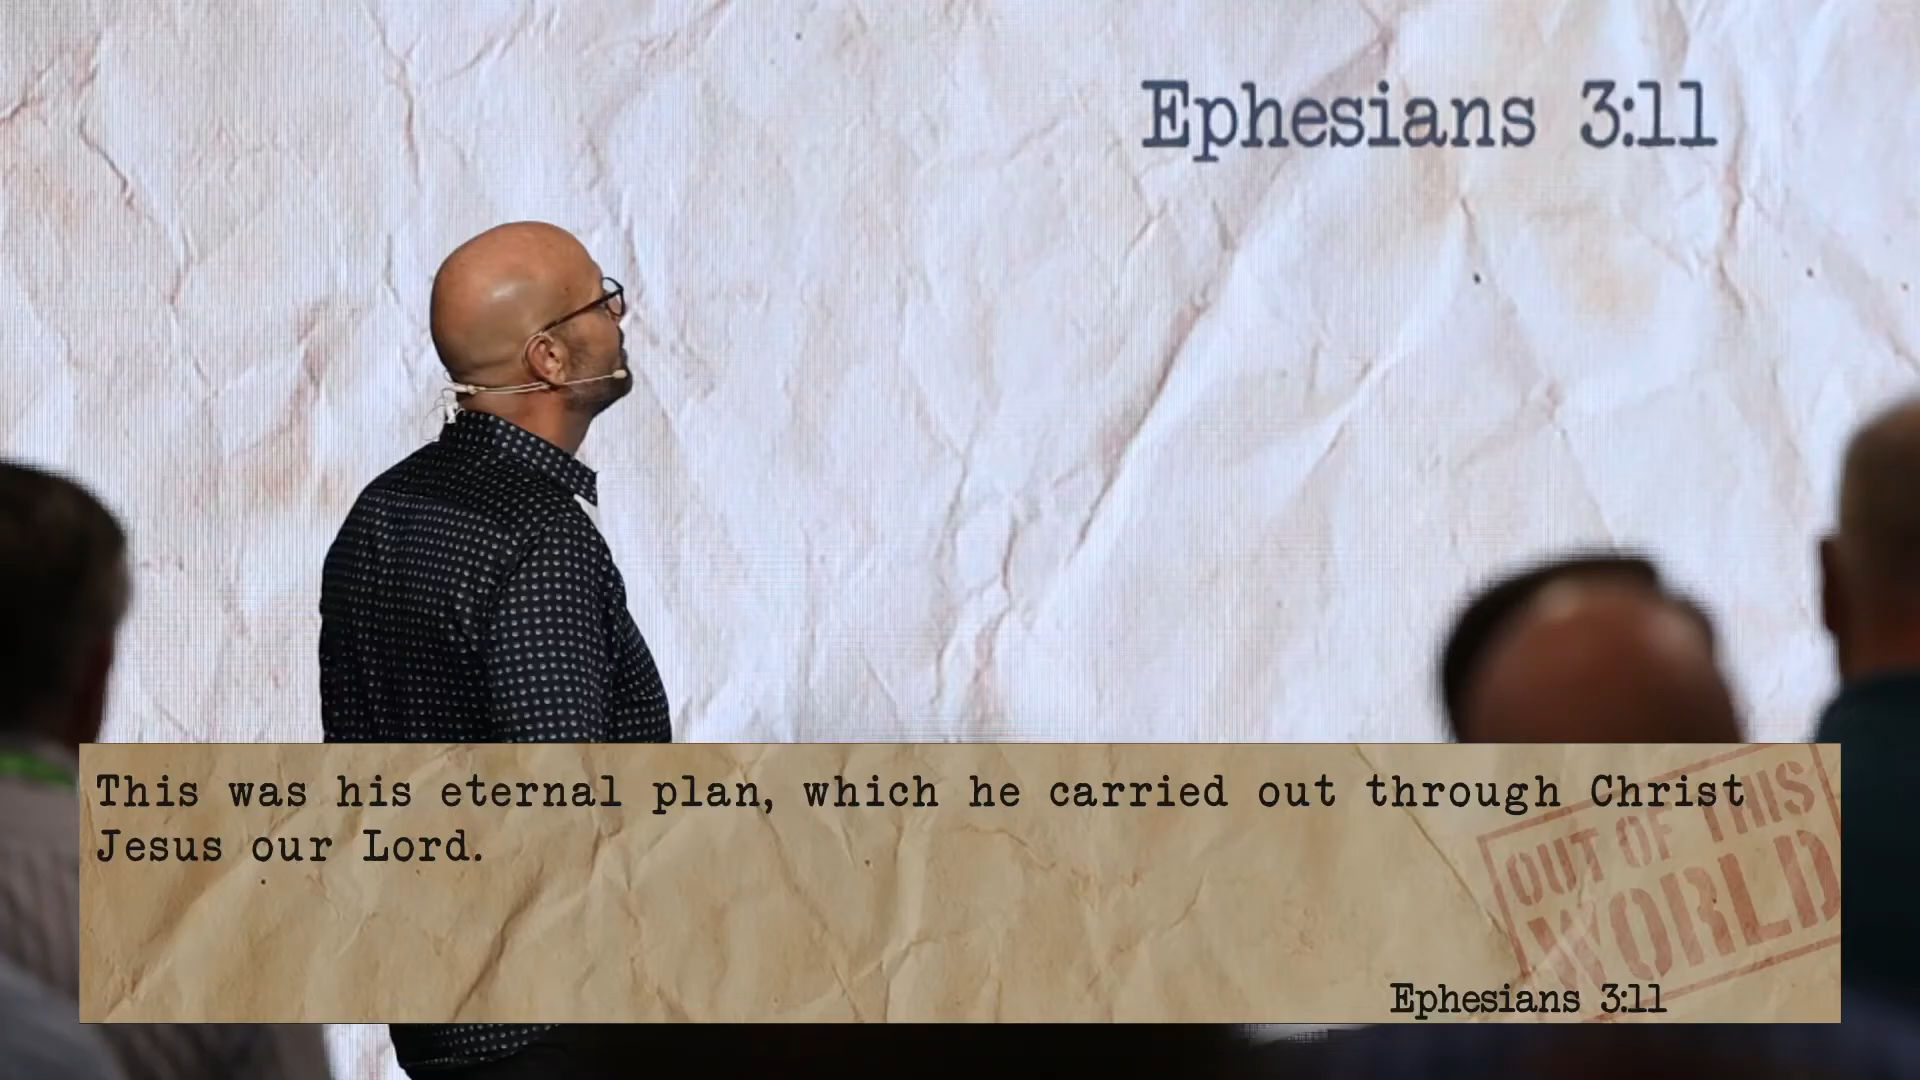 Ephesians 3:11
This was his eternal plan, which he carried out through Christ
Jesus our Lord.
OUT OF THIS
WORLD
Ephesians 3:11